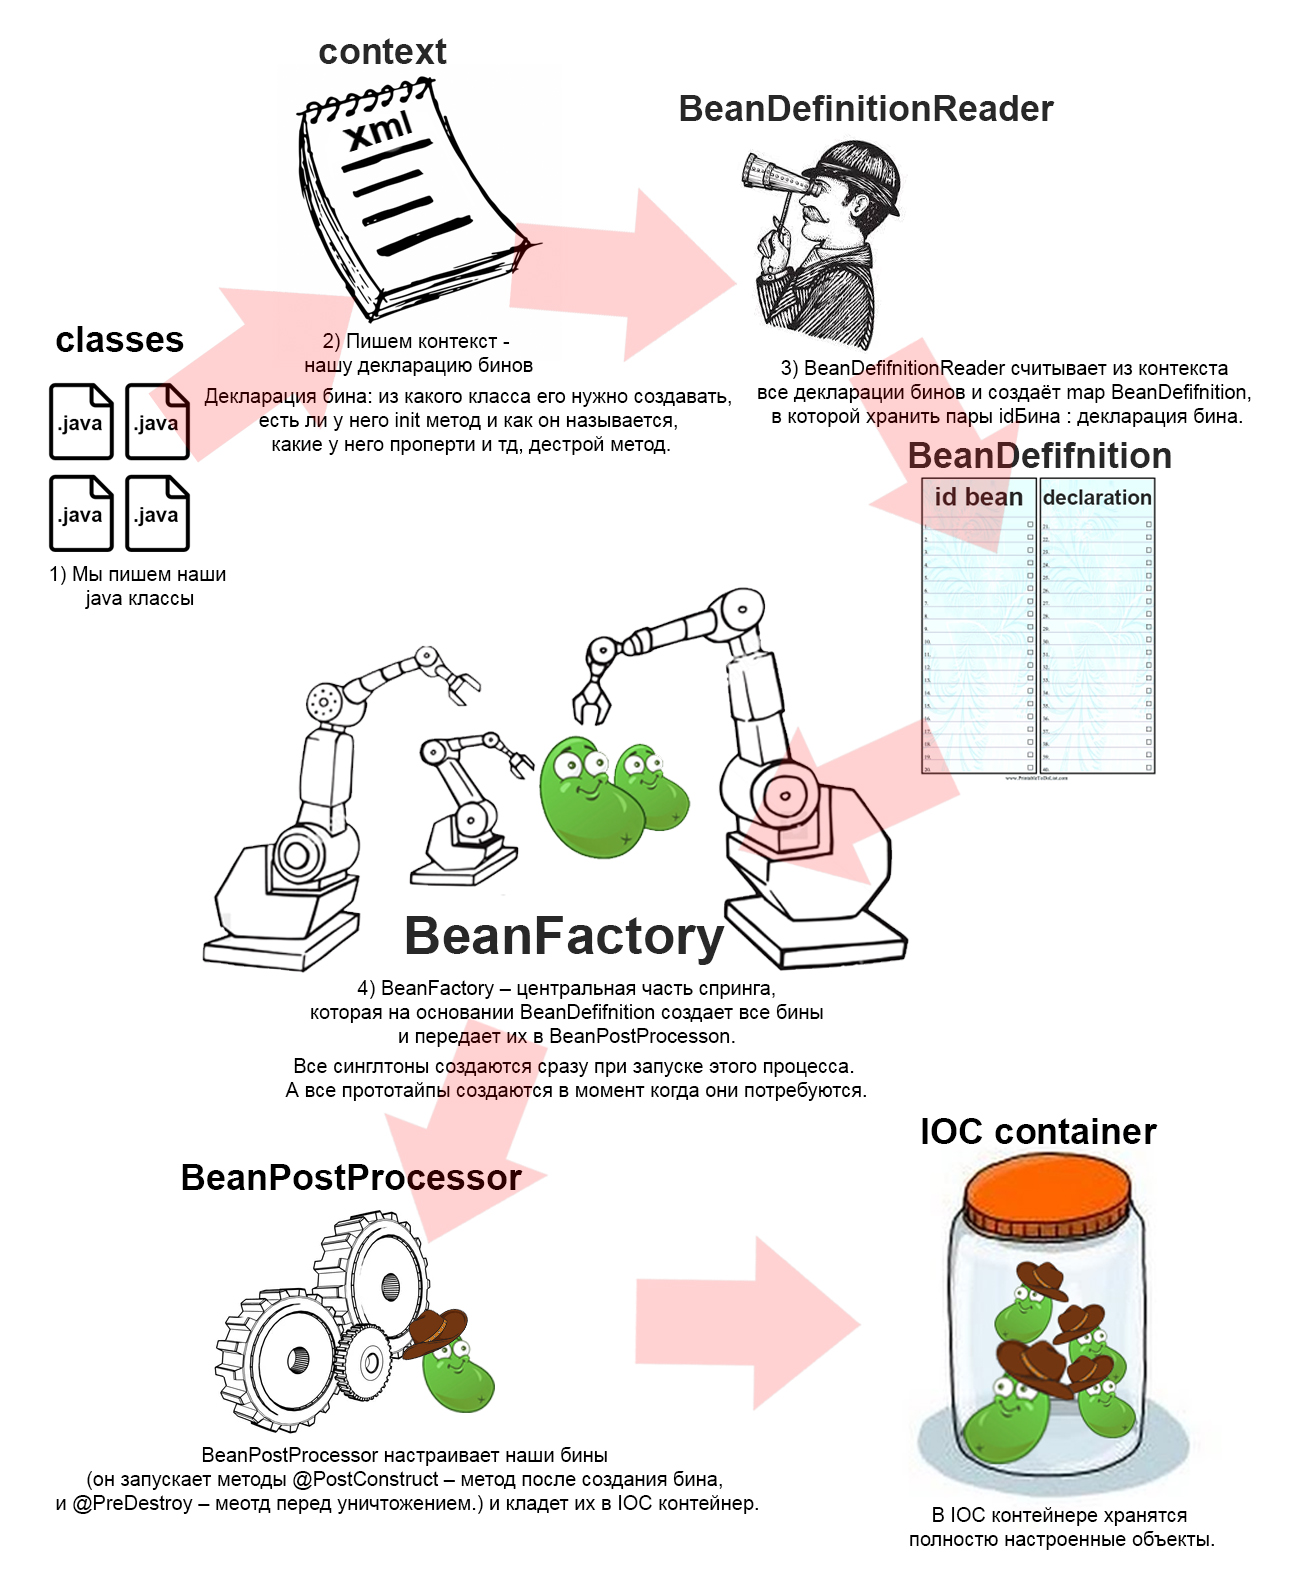 context
xml
BeanDefinitionReader
classes
.java
.java
.java
.java
1) Мы пишем наши
java классы
2) Пишем контекст -
нашу декларацию бинов
Декларация бина: из какого класса его нужно создавать,
есть ли у него init метод и как он называется,
какие у него проперти и тд, дестрой метод.
3) BeanDefifnitionReader считывает из контекста
все декларации бинов и создаёт map BeanDefifnition,
в которой хранить пары idБина : декларация бина.
BeanDefifnition
id bean
declaration
www.PrintableToDoList.com
BeanFactory
4) BeanFactory – центральная часть спринга,
которая на основании BeanDefifnition создает все бины
и передает их в BeanPostProcesson.
Все синглтоны создаются сразу при запуске этого процесса.
А все прототайпы создаются в момент когда они потребуются.
BeanPostProcessor
BeanPostProcessor настраивает наши бины
(он запускает методы @PostConstruct – метод после создания бина,
и @PreDestroy – меотд перед уничтожением.) и кладет их в IOC контейнер.
IOC container
В IOC контейнере хранятся
полностю настроенные объекты.